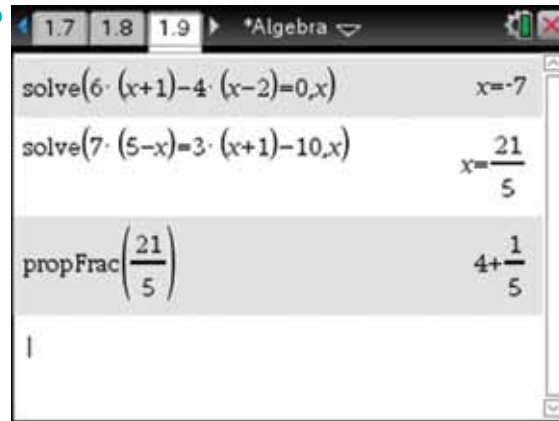 1.7 1.8 1.9 *Algebra
solve(6·(x+1)−4·(x−2)=0,x) x=-7
solve(7·(5−x)=3·(x+1)−10,x) x=21/5
propFrac(21/5) 4+1/5